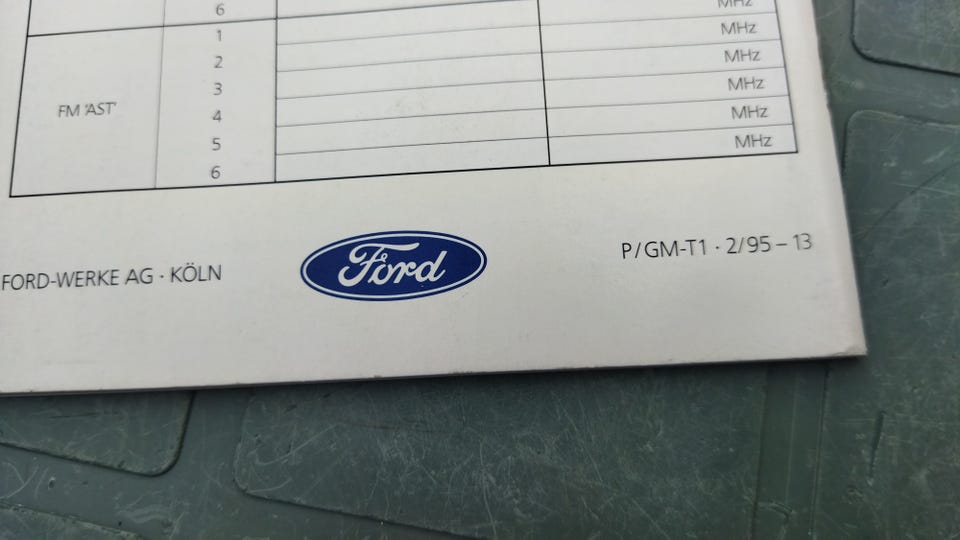 6 MHz
1 MHz
2 MHz
3 MHz
FM 'AST'
4 MHz
5 MHz
6
FORD-WERKE AG · KÖLN
Ford
P/GM-T1 · 2/95 – 13